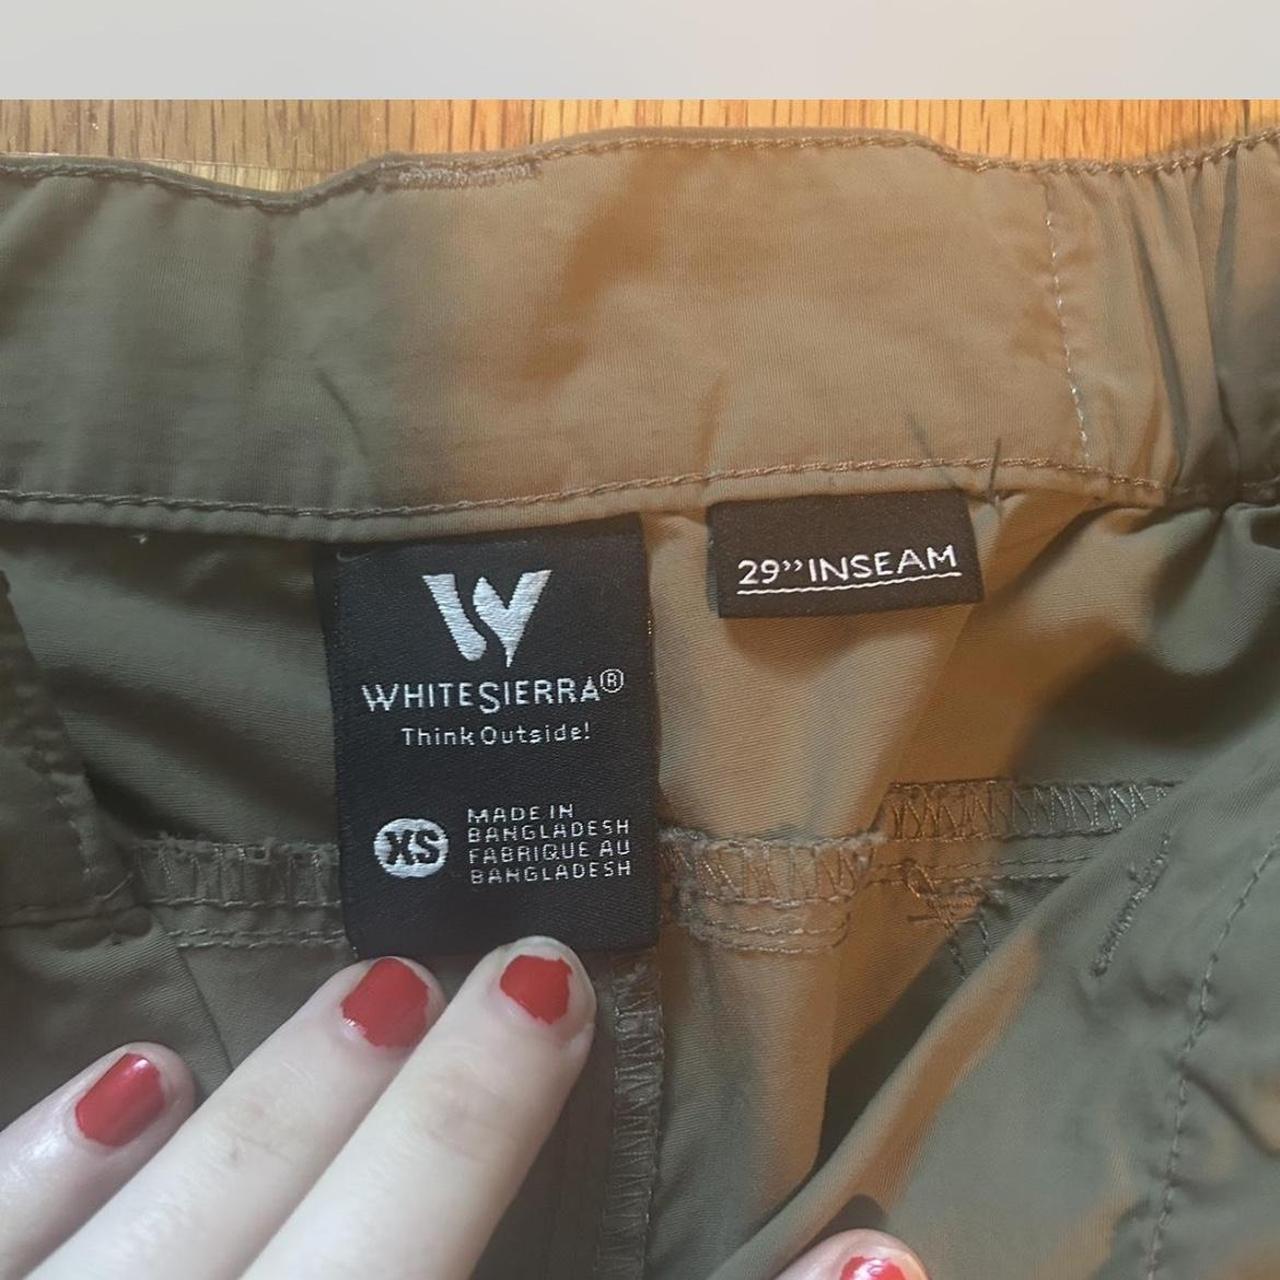 WHITESIERRA®
Think Outside!
XS
MADE IN
BANGLADESH
FABRIQUE AU
BANGLADESH
29”INSEAM